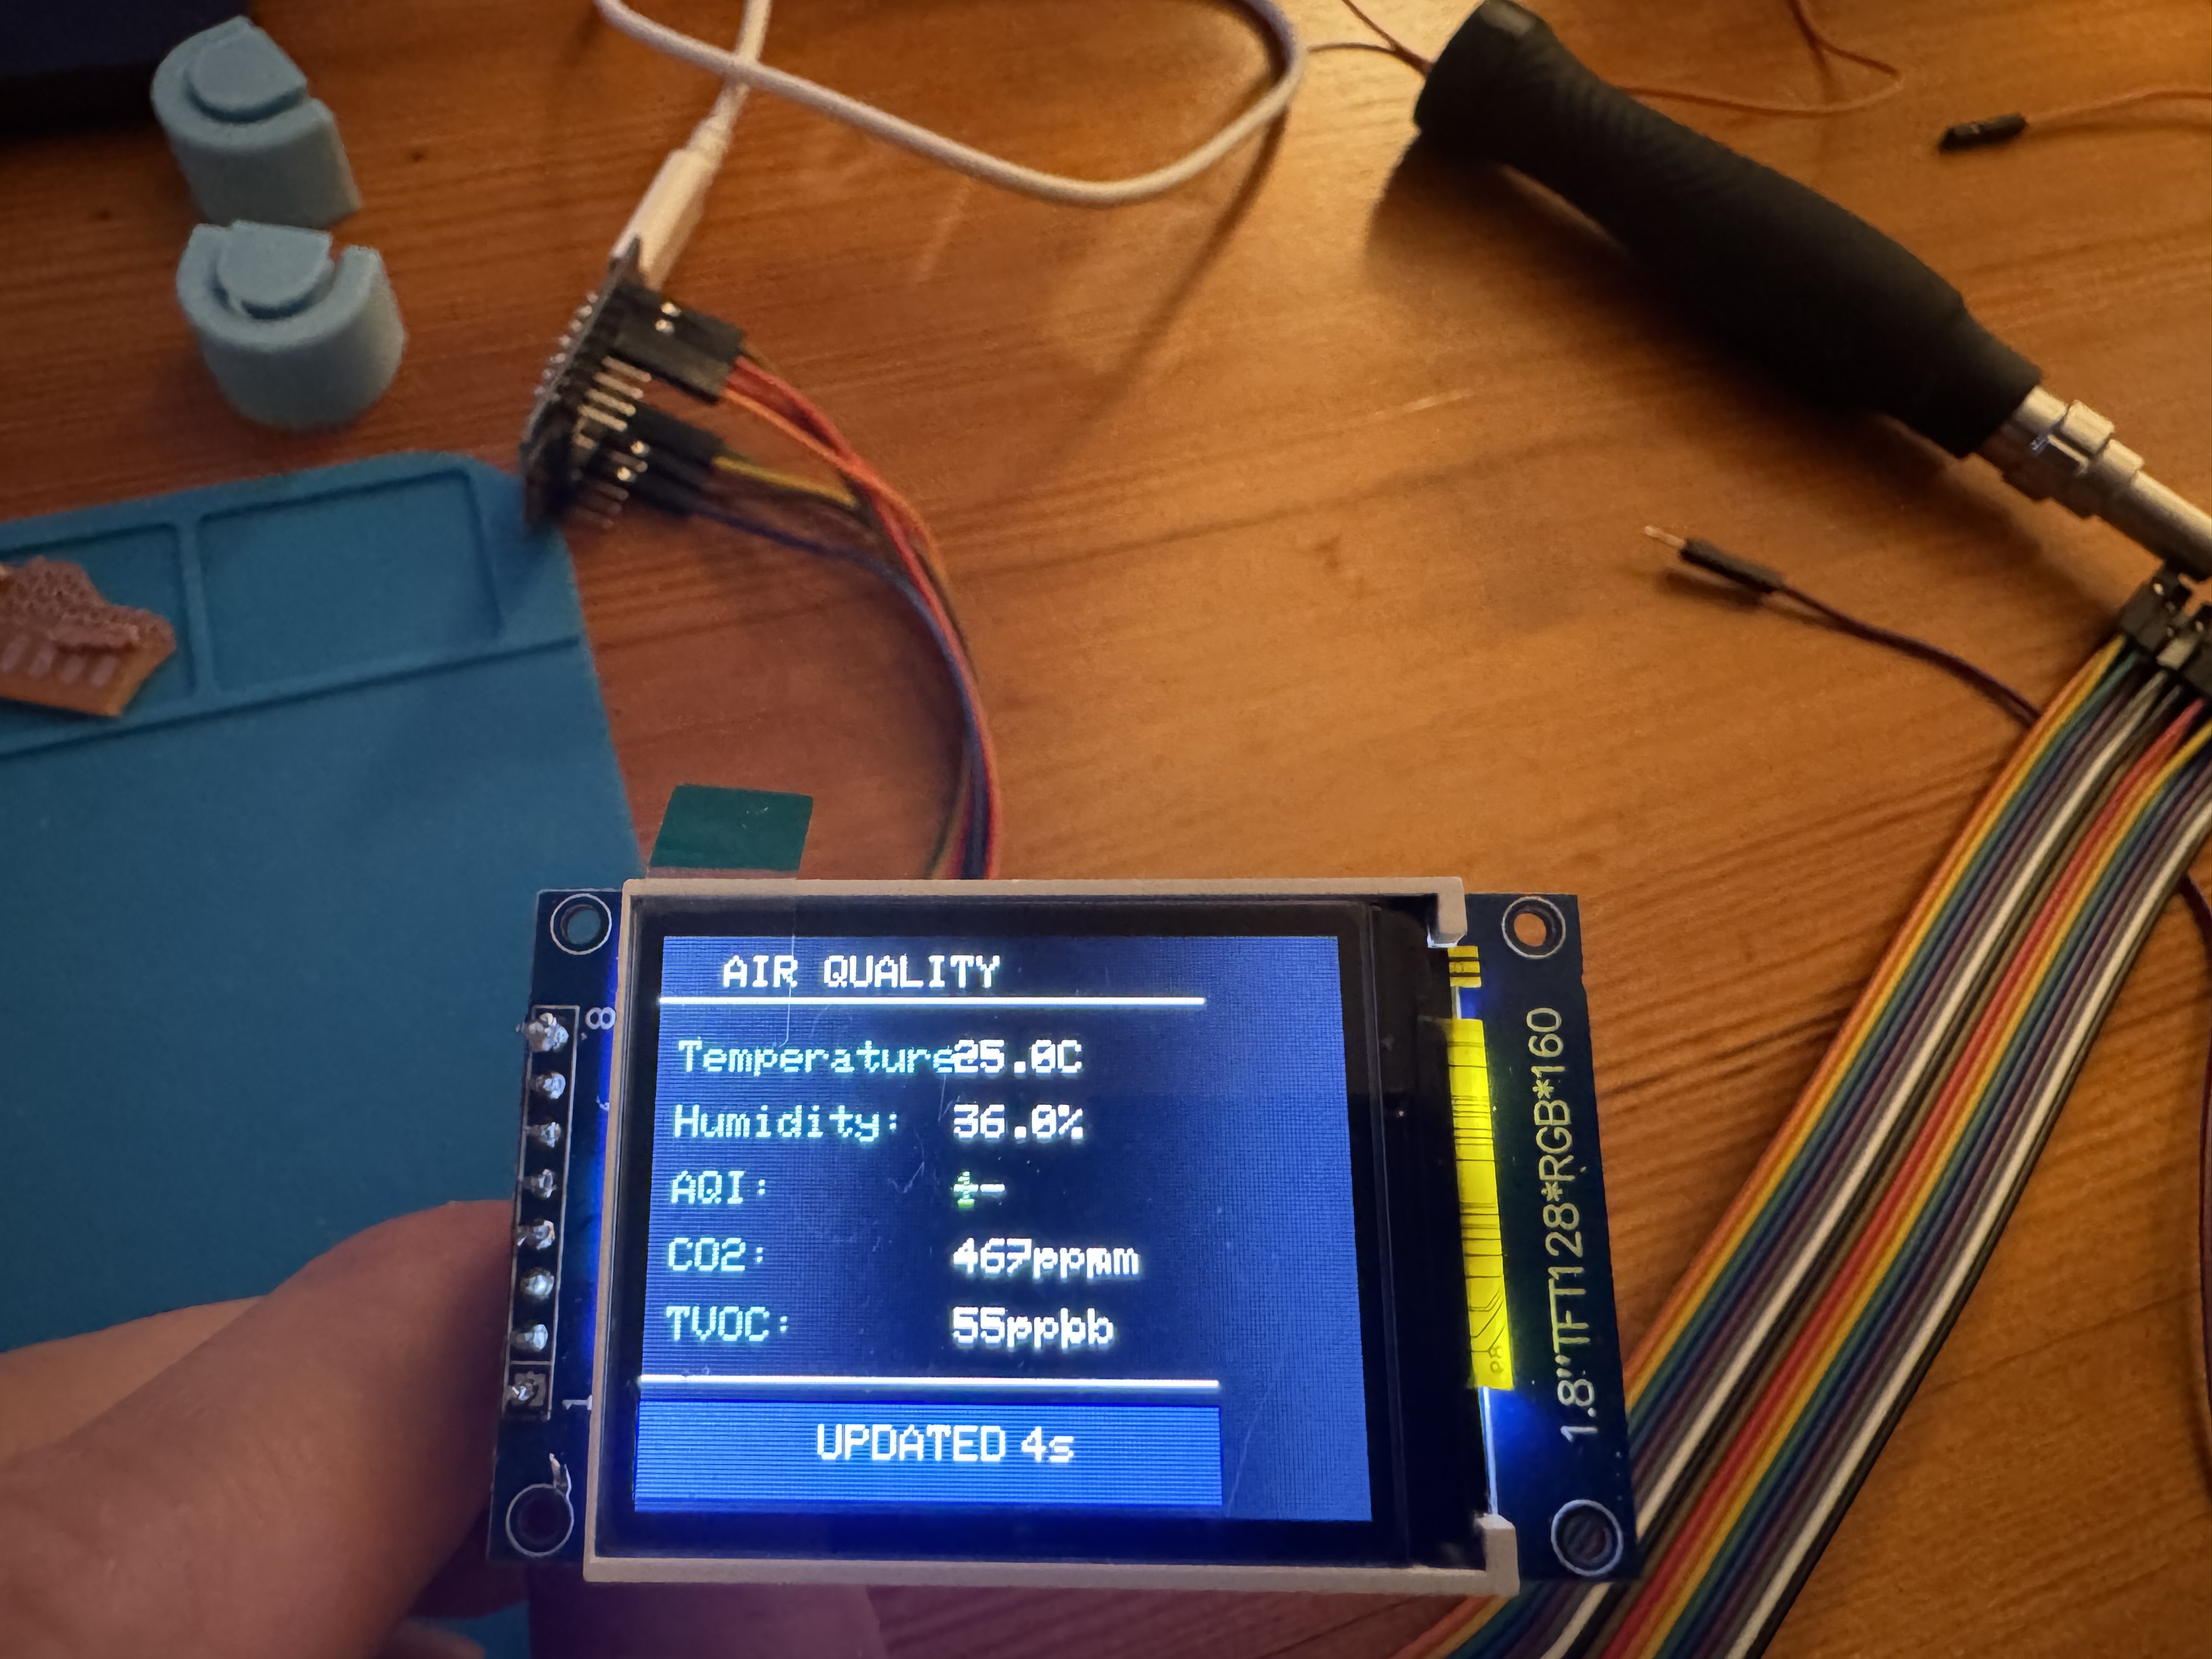 AIR QUALITY
Temperature25.0C
Humidity: 36.0%
AQI:
CO2: 467ppm
TVOC: 55ppb
UPDATED 4s
1
8
1.8"TFT128*RGB*160